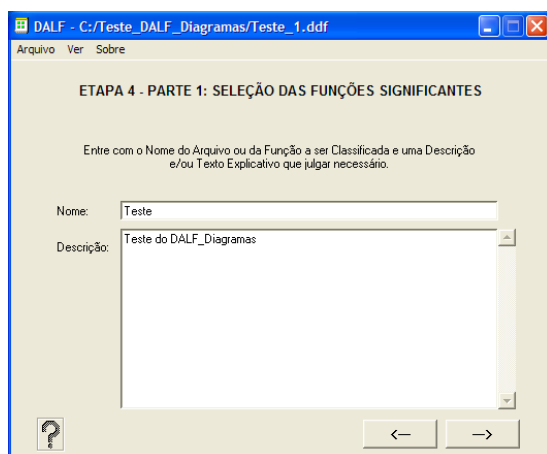 DALF - C:/Teste_DALF_Diagramas/Teste_1.ddf
Arquivo Ver Sobre
ETAPA 4 - PARTE 1: SELEÇÃO DAS FUNÇÕES SIGNIFICANTES
Entre com o Nome do Arquivo ou da Função a ser Classificada e uma Descrição
e/ou Texto Explicativo que julgar necessário.
Nome: Teste
Descrição: Teste do DALF_Diagramas
? <-- -->